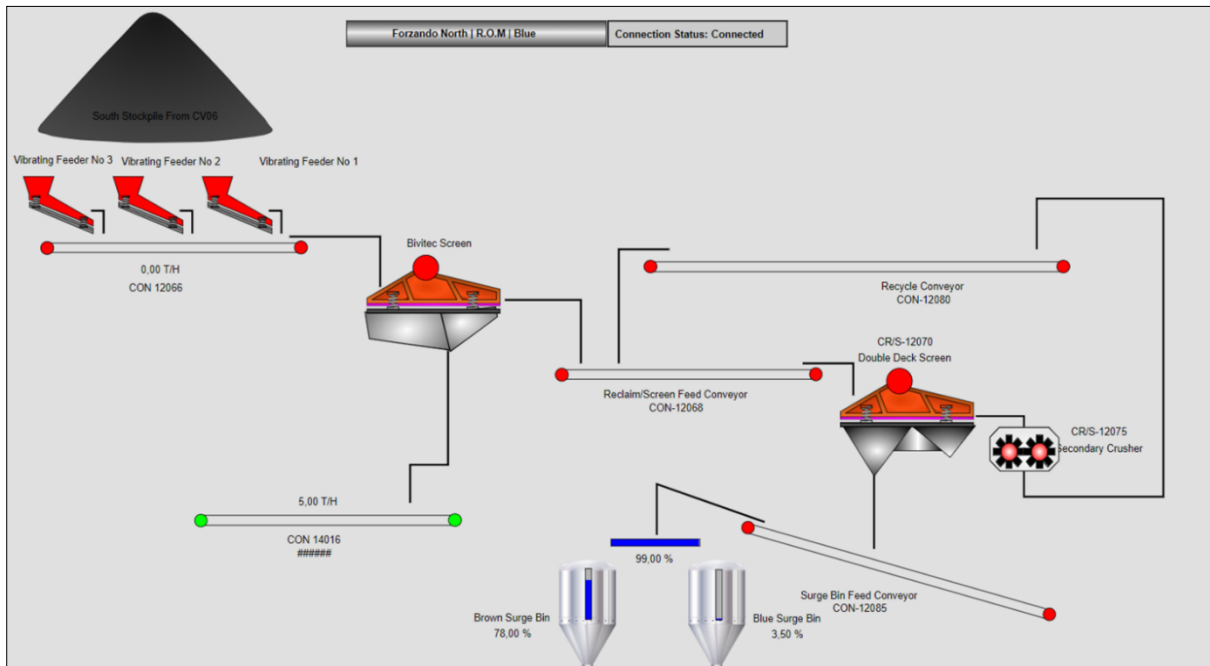 Forzando North | R.O.M | Blue
Connection Status: Connected
South Stockpile From CV06
Vibrating Feeder No 3
Vibrating Feeder No 2
Vibrating Feeder No 1
0,00 T/H
CON 12066
Bivitec Screen
Recycle Conveyor
CON-12080
Reclaim/Screen Feed Conveyor
CON-12068
CR/S-12070
Double Deck Screen
CR/S-12075
Secondary Crusher
5,00 T/H
CON 14016
######
99,00 %
Brown Surge Bin
78,00 %
Blue Surge Bin
3,50 %
Surge Bin Feed Conveyor
CON-12085